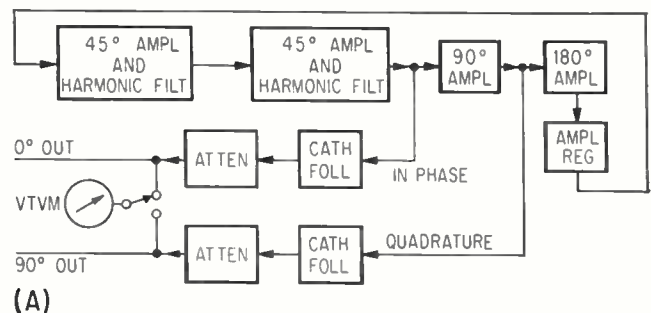 45° AMPL
AND
HARMONIC FILT
45° AMPL
AND
HARMONIC FILT
90°
AMPL
180°
AMPL
AMPL
REG
0° OUT
ATTEN
CATH
FOLL
IN PHASE
VTVM
90° OUT
ATTEN
CATH
FOLL
QUADRATURE
(A)